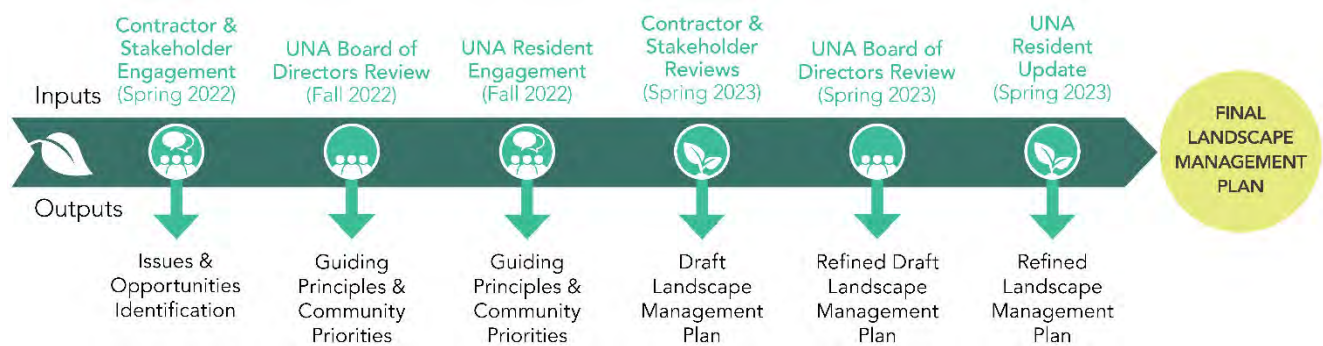 Inputs
Contractor &
Stakeholder
Engagement
(Spring 2022)
UNA Board of
Directors Review
(Fall 2022)
UNA Resident
Engagement
(Fall 2022)
Contractor &
Stakeholder
Reviews
(Spring 2023)
UNA Board of
Directors Review
(Spring 2023)
UNA
Resident
Update
(Spring 2023)
FINAL
LANDSCAPE
MANAGEMENT
PLAN
Outputs
Issues &
Opportunities
Identification
Guiding
Principles &
Community
Priorities
Guiding
Principles &
Community
Priorities
Draft
Landscape
Management
Plan
Refined Draft
Landscape
Management
Plan
Refined
Landscape
Management
Plan